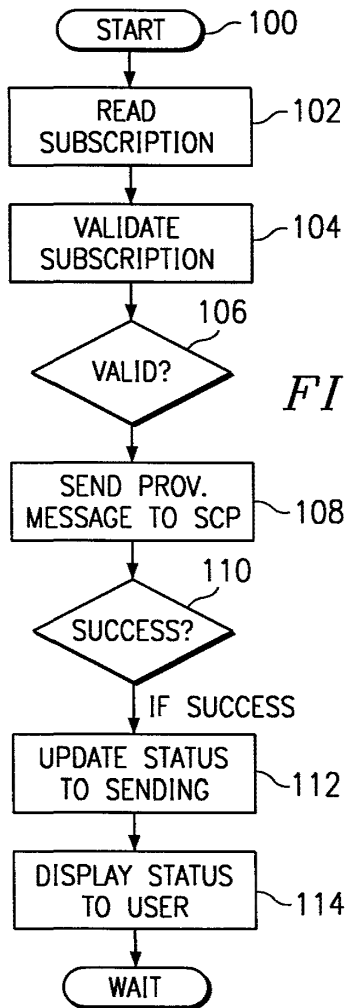 START
100
READ
SUBSCRIPTION
102
VALIDATE
SUBSCRIPTION
104
106
VALID?
FI
SEND PROV.
MESSAGE TO SCP
108
110
SUCCESS?
IF SUCCESS
UPDATE STATUS
TO SENDING
112
DISPLAY STATUS
TO USER
114
WAIT